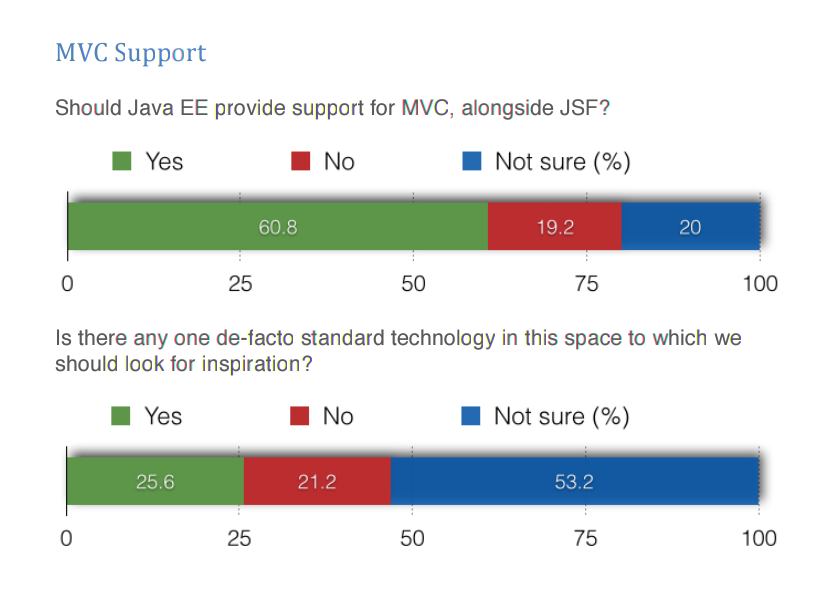 MVC Support
Should Java EE provide support for MVC, alongside JSF?
Yes No Not sure (%)
60.8 19.2 20
0 25 50 75 100
Is there any one de-facto standard technology in this space to which we
should look for inspiration?
Yes No Not sure (%)
25.6 21.2 53.2
0 25 50 75 100